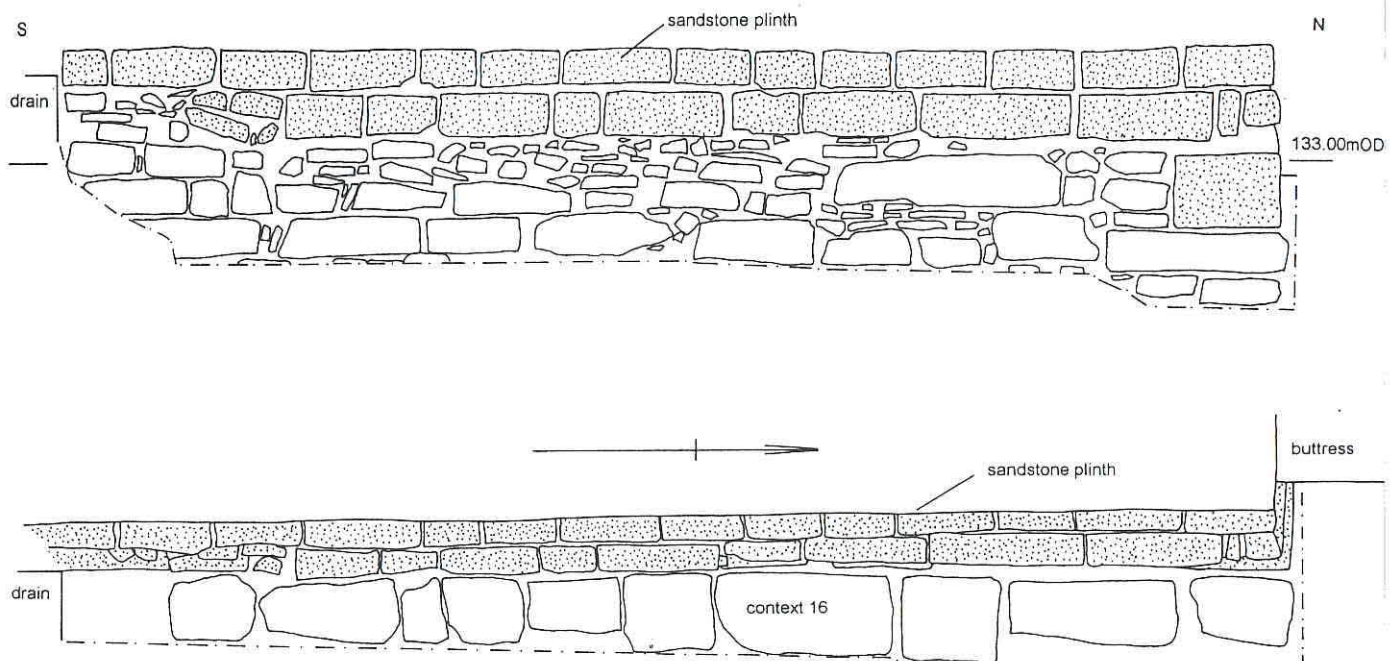 sandstone plinth
S
N
drain
133.00mOD
buttress
sandstone plinth
drain
context 16